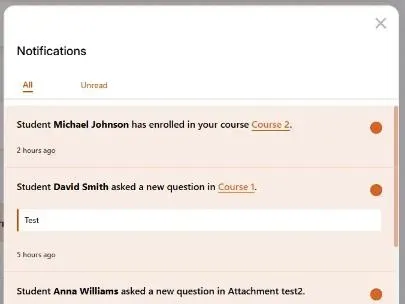 Notifications
All
Unread
Student Michael Johnson has enrolled in your course Course 2.
2 hours ago
Student David Smith asked a new question in Course 1.
Test
5 hours ago
Student Anna Williams asked a new question in Attachment test2.